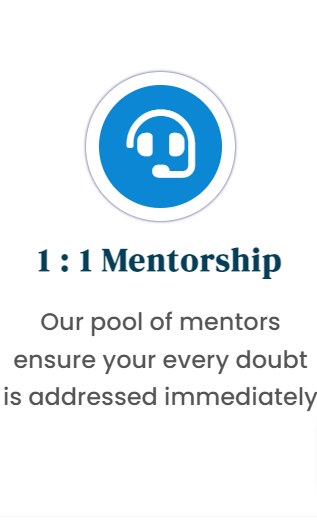 1 : 1 Mentorship
Our pool of mentors
ensure your every doubt
is addressed immediately